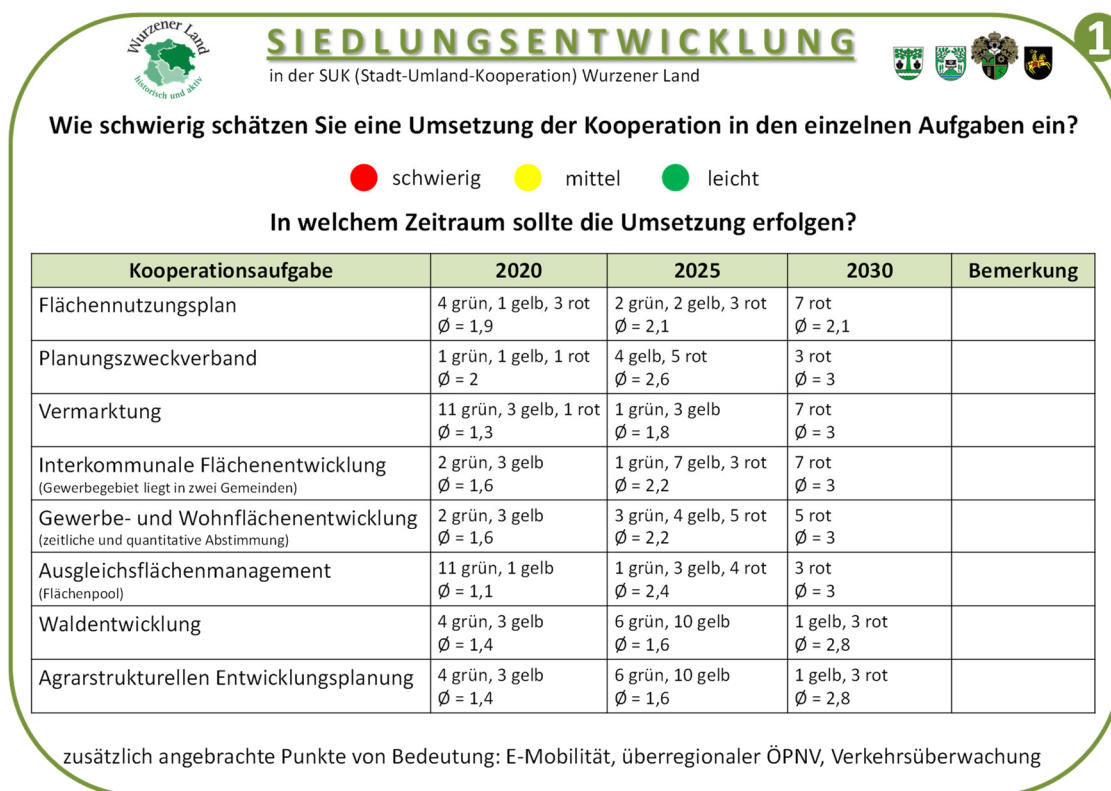 Wurzener Land
historisch und aktiv
SIEDLUNGSENTWICKLUNG
1
in der SUK (Stadt-Umland-Kooperation) Wurzener Land
Wie schwierig schätzen Sie eine Umsetzung der Kooperation in den einzelnen Aufgaben ein?
schwierig mittel leicht
In welchem Zeitraum sollte die Umsetzung erfolgen?
Kooperationsaufgabe 2020 2025 2030 Bemerkung
Flächennutzungsplan 4 grün, 1 gelb, 3 rot 2 grün, 2 gelb, 3 rot 7 rot
Ø = 1,9 Ø = 2,1 Ø = 2,1
Planungszweckverband 1 grün, 1 gelb, 1 rot 4 gelb, 5 rot 3 rot
Ø = 2 Ø = 2,6 Ø = 3
Vermarktung 11 grün, 3 gelb, 1 rot 1 grün, 3 gelb 7 rot
Ø = 1,3 Ø = 1,8 Ø = 3
Interkommunale Flächenentwicklung 2 grün, 3 gelb 1 grün, 7 gelb, 3 rot 7 rot
(Gewerbegebiet liegt in zwei Gemeinden) Ø = 1,6 Ø = 2,2 Ø = 3
Gewerbe- und Wohnflächenentwicklung 2 grün, 3 gelb 3 grün, 4 gelb, 5 rot 5 rot
(zeitliche und quantitative Abstimmung) Ø = 1,6 Ø = 2,2 Ø = 3
Ausgleichsflächenmanagement 11 grün, 1 gelb 1 grün, 3 gelb, 4 rot 3 rot
(Flächenpool) Ø = 1,1 Ø = 2,4 Ø = 3
Waldentwicklung 4 grün, 3 gelb 6 grün, 10 gelb 1 gelb, 3 rot
Ø = 1,4 Ø = 1,6 Ø = 2,8
Agrarstrukturellen Entwicklungsplanung 4 grün, 3 gelb 6 grün, 10 gelb 1 gelb, 3 rot
Ø = 1,4 Ø = 1,6 Ø = 2,8
zusätzlich angebrachte Punkte von Bedeutung: E-Mobilität, überregionaler ÖPNV, Verkehrsüberwachung